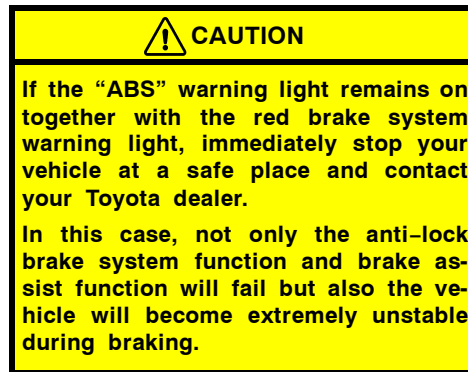 CAUTION
If the “ABS” warning light remains on
together with the red brake system
warning light, immediately stop your
vehicle at a safe place and contact
your Toyota dealer.
In this case, not only the anti–lock
brake system function and brake as-
sist function will fail but also the ve-
hicle will become extremely unstable
during braking.